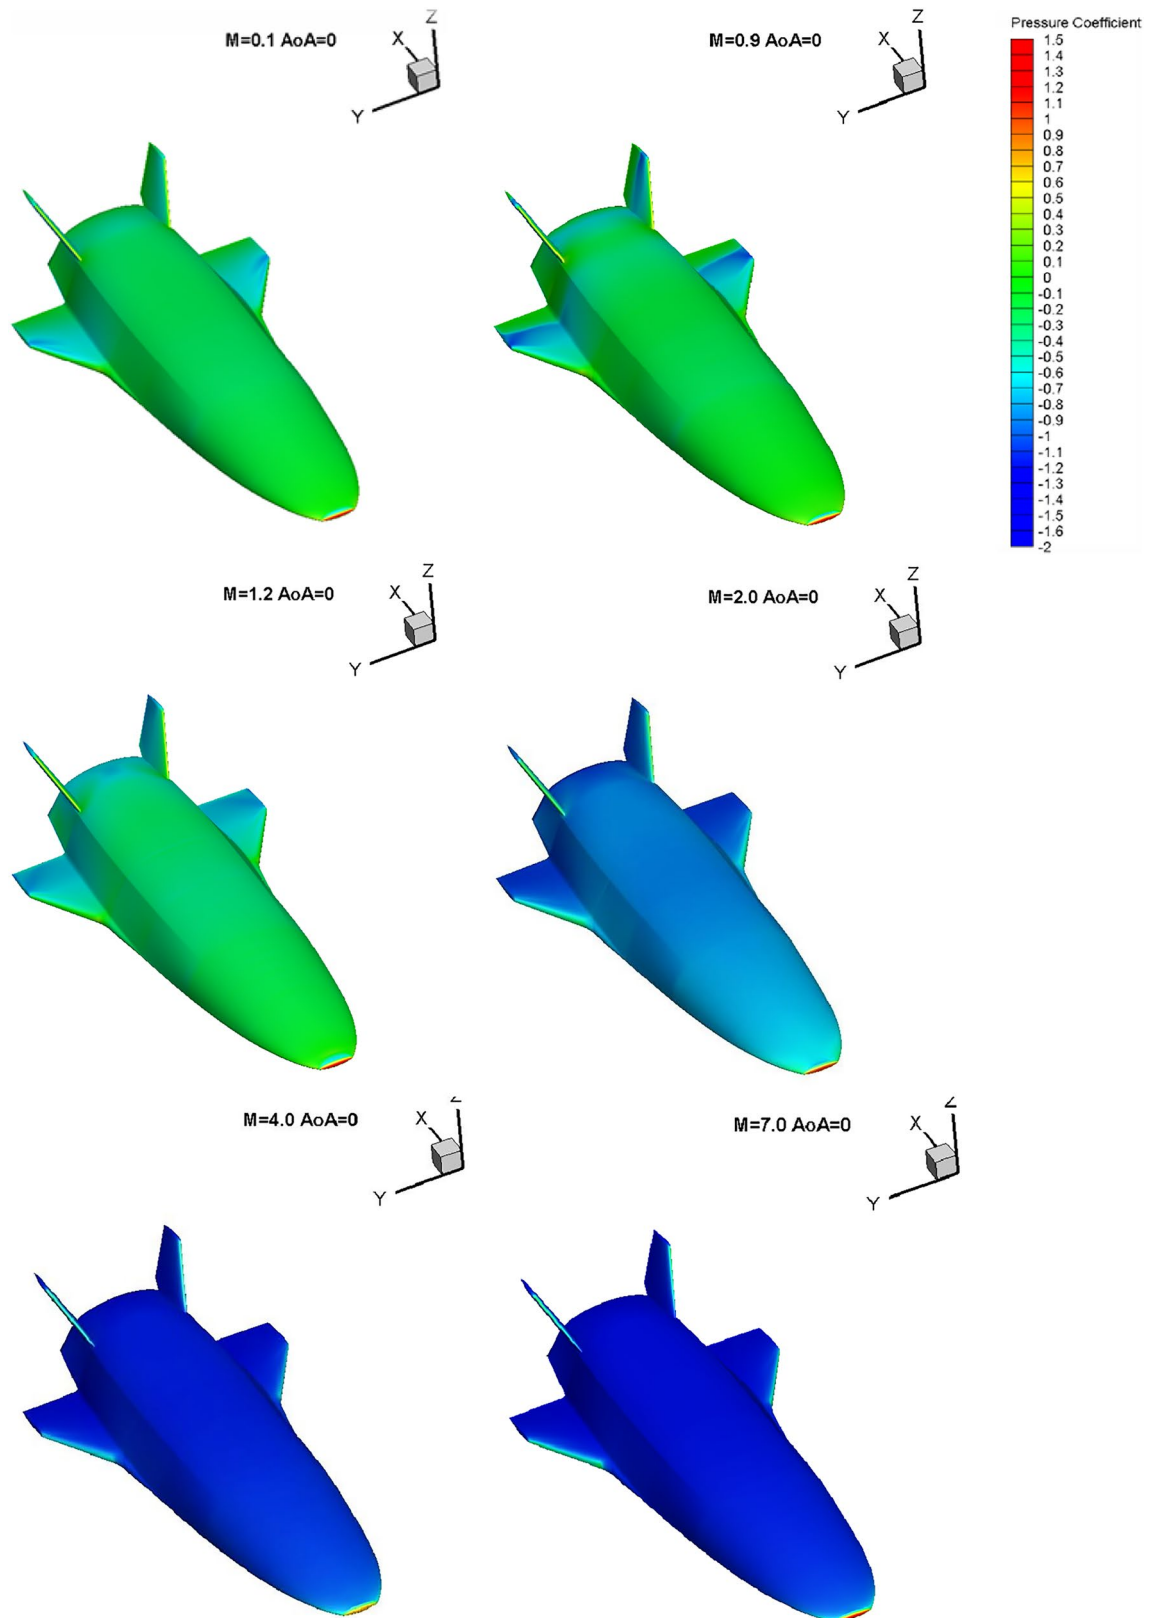 Z
X
M=0.1 AoA=0
Y
Z
X
M=0.9 AoA=0
Y
Pressure Coefficient
1.5
1.4
1.3
1.2
1.1
1
0.9
0.8
0.7
0.6
0.5
0.4
0.3
0.2
0.1
0
-0.1
-0.2
-0.3
-0.4
-0.5
-0.6
-0.7
-0.8
-0.9
-1
-1.1
-1.2
-1.3
-1.4
-1.5
-1.6
-2
Z
X
M=1.2 AoA=0
Y
Z
X
M=2.0 AoA=0
Y
Z
X
M=4.0 AoA=0
Y
Z
X
M=7.0 AoA=0
Y